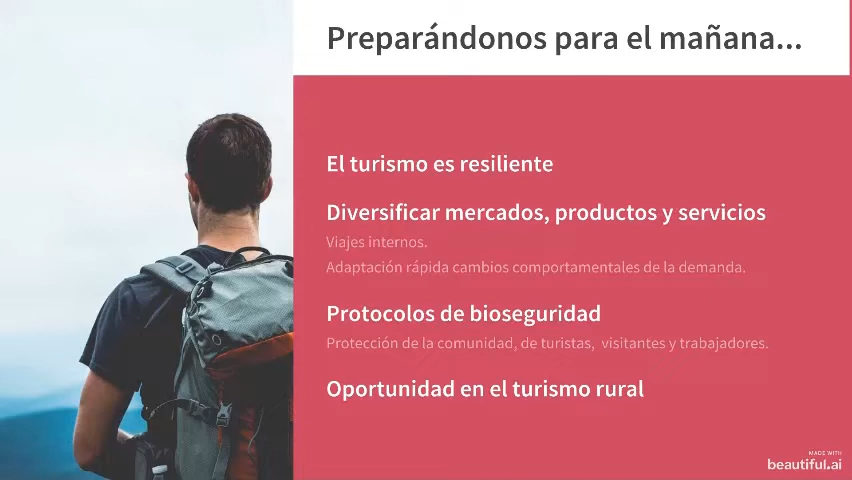 Preparándonos para el mañana...
El turismo es resiliente
Diversificar mercados, productos y servicios
Viajes internos.
Adaptación rápida cambios comportamentales de la demanda.
Protocolos de bioseguridad
Protección de la comunidad, de turistas, visitantes y trabajadores.
Oportunidad en el turismo rural
MADE WITH
beautiful.ai